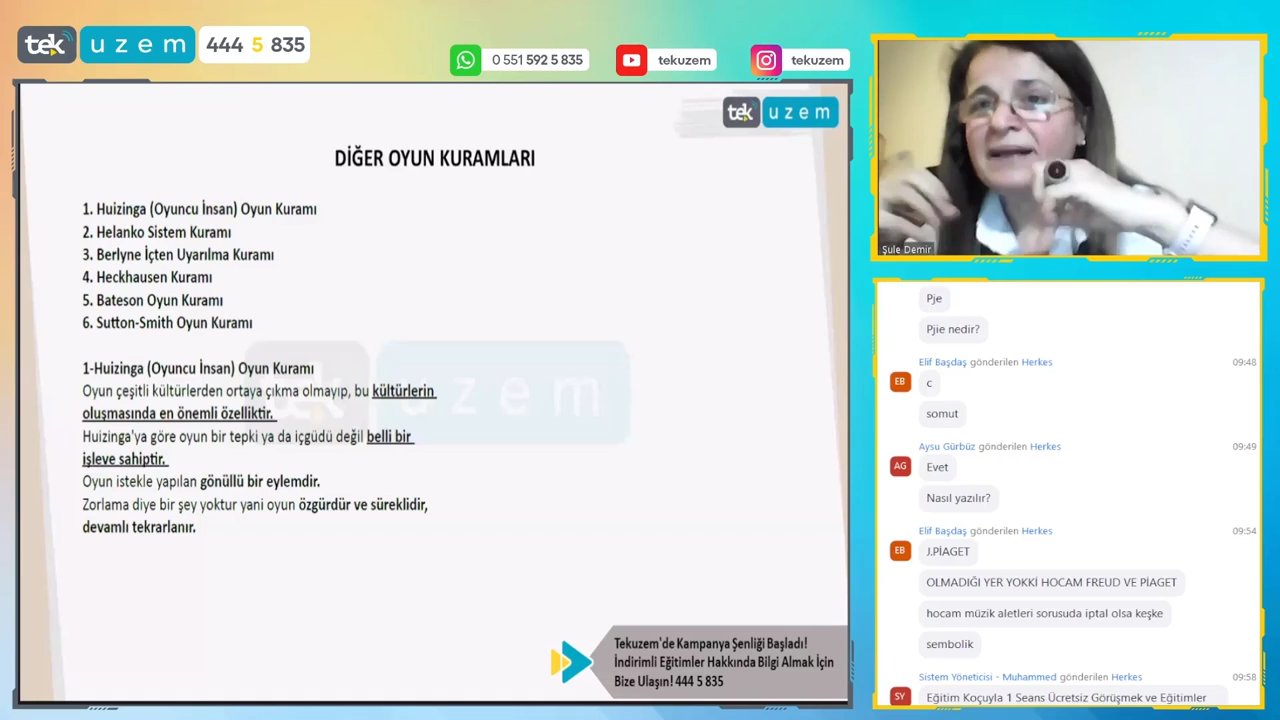 tek uzem 444 5 835
0 551 592 5 835
tekuzem
tekuzem
tek uzem
DİĞER OYUN KURAMLARI
1. Huizinga (Oyuncu İnsan) Oyun Kuramı
2. Helanko Sistem Kuramı
3. Berlyne İçten Uyarılma Kuramı
4. Heckhausen Kuramı
5. Bateson Oyun Kuramı
6. Sutton-Smith Oyun Kuramı
1-Huizinga (Oyuncu İnsan) Oyun Kuramı
Oyun çeşitli kültürlerden ortaya çıkma olmayıp, bu kültürlerin
oluşmasında en önemli özelliktir.
Huizinga'ya göre oyun bir tepki ya da içgüdü değil belli bir
işleve sahiptir.
Oyun istekle yapılan gönüllü bir eylemdir.
Zorlama diye bir şey yoktur yani oyun özgürdür ve süreklidir,
devamlı tekrarlanır.
tek uzem
Tekuzem'de Kampanya Şenliği Başladı!
İndirimli Eğitimler Hakkında Bilgi Almak İçin
Bize Ulaşın! 444 5 835
Şule Demir
Pje
Pjie nedir?
Elif Başdaş gönderilen Herkes 09:48
EB c
somut
Aysu Gürbüz gönderilen Herkes 09:49
AG Evet
Nasıl yazılır?
Elif Başdaş gönderilen Herkes 09:54
EB J.PİAGET
OLMADIĞI YER YOKKİ HOCAM FREUD VE PİAGET
hocam müzik aletleri sorusuda iptal olsa keşke
sembolik
Sistem Yöneticisi - Muhammed gönderilen Herkes 09:58
SY Eğitim Koçuyla 1 Seans Ücretsiz Görüşmek ve Eğitimler